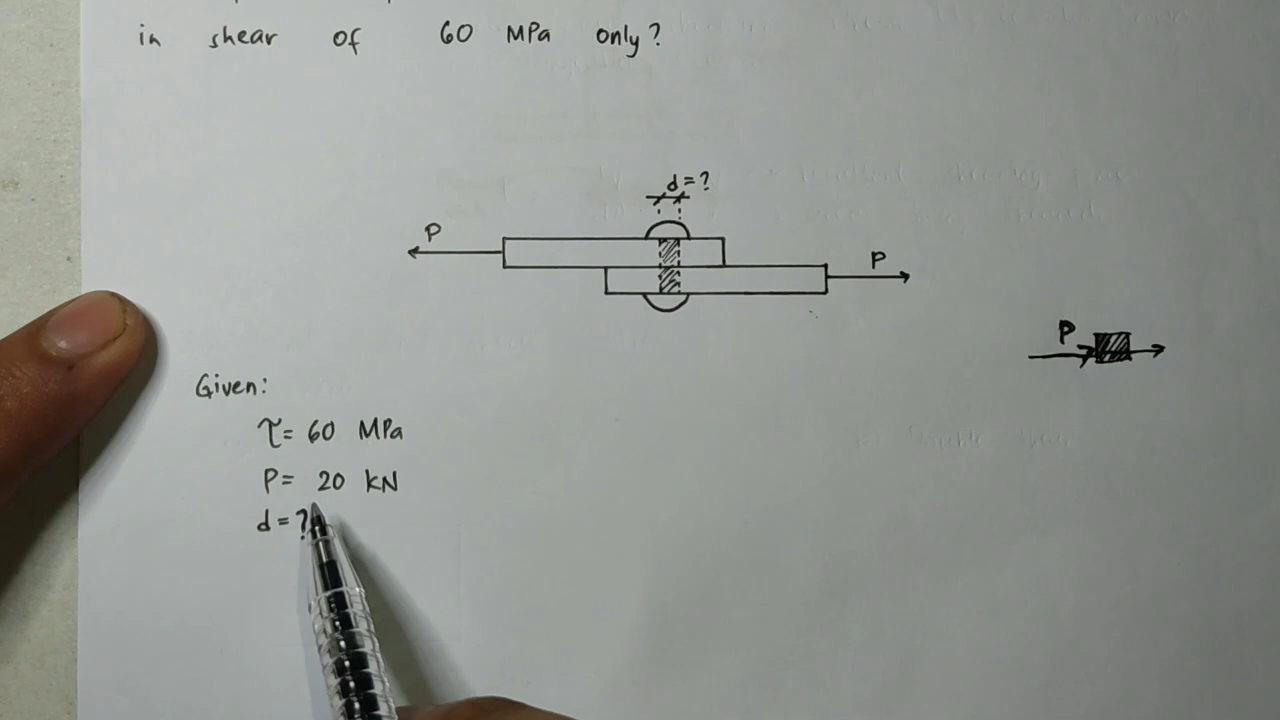 in shear of 60 MPa only?
d=?
P
P
P
Given:
τ= 60 MPa
P= 20 kN
d=?